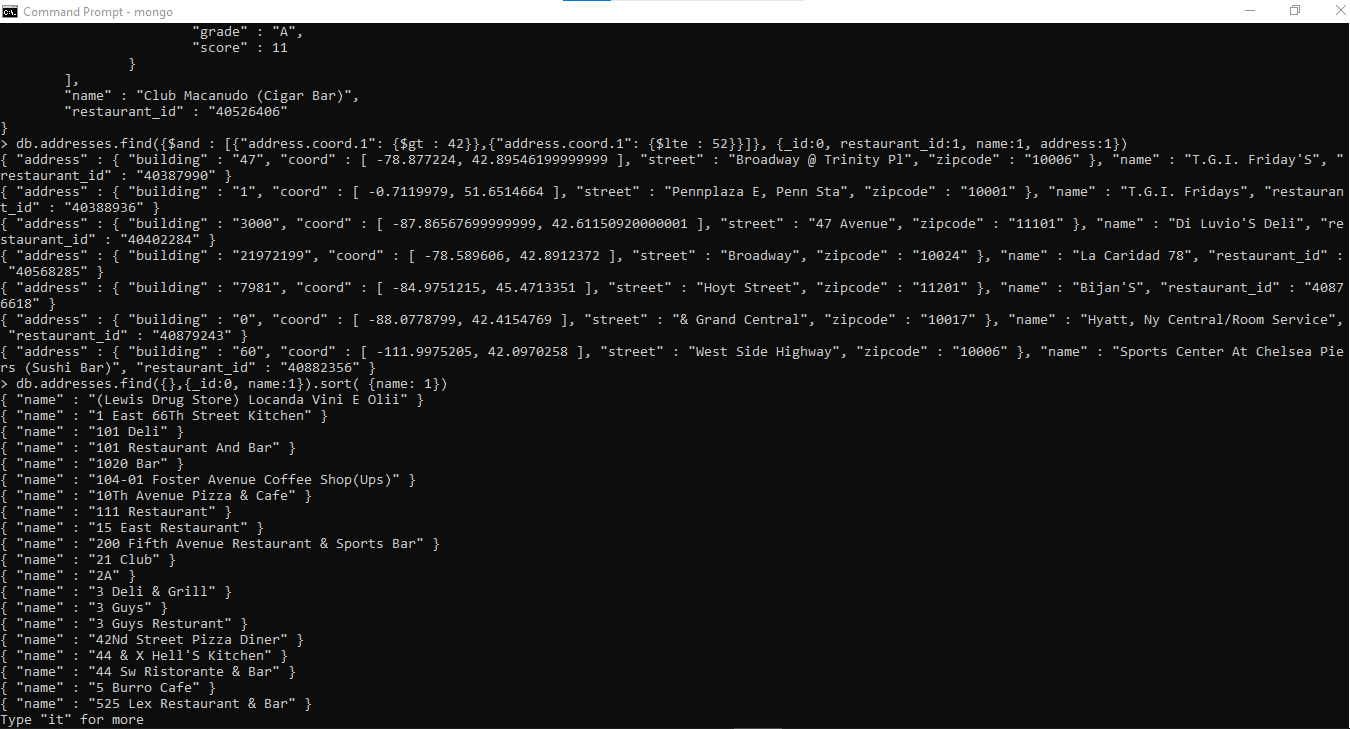 Command Prompt - mongo
"grade" : "A",
"score" : 11
}
],
"name" : "Club Macanudo (Cigar Bar)",
"restaurant_id" : "40526406"
}
> db.addresses.find({$and : [{"address.coord.1": {$gt : 42}},{"address.coord.1": {$lte : 52}}]}, {_id:0, restaurant_id:1, name:1, address:1})
{ "address" : { "building" : "47", "coord" : [ -78.877224, 42.89546199999999 ], "street" : "Broadway @ Trinity Pl", "zipcode" : "10006" }, "name" : "T.G.I. Friday'S", "
restaurant_id" : "40387990" }
{ "address" : { "building" : "1", "coord" : [ -0.7119979, 51.6514664 ], "street" : "Pennplaza E, Penn Sta", "zipcode" : "10001" }, "name" : "T.G.I. Fridays", "restauran
t_id" : "40388936" }
{ "address" : { "building" : "3000", "coord" : [ -87.86567699999999, 42.61150920000001 ], "street" : "47 Avenue", "zipcode" : "11101" }, "name" : "Di Luvio'S Deli", "re
staurant_id" : "40402284" }
{ "address" : { "building" : "21972199", "coord" : [ -78.589606, 42.8912372 ], "street" : "Broadway", "zipcode" : "10024" }, "name" : "La Caridad 78", "restaurant_id" :
"40568285" }
{ "address" : { "building" : "7981", "coord" : [ -84.9751215, 45.4713351 ], "street" : "Hoyt Street", "zipcode" : "11201" }, "name" : "Bijan'S", "restaurant_id" : "4087
6618" }
{ "address" : { "building" : "0", "coord" : [ -88.0778799, 42.4154769 ], "street" : "& Grand Central", "zipcode" : "10017" }, "name" : "Hyatt, Ny Central/Room Service",
"restaurant_id" : "40879243" }
{ "address" : { "building" : "60", "coord" : [ -111.9975205, 42.0970258 ], "street" : "West Side Highway", "zipcode" : "10006" }, "name" : "Sports Center At Chelsea Pie
rs (Sushi Bar)", "restaurant_id" : "40882356" }
> db.addresses.find({},{_id:0, name:1}).sort( {name: 1})
{ "name" : "(Lewis Drug Store) Locanda Vini E Olii" }
{ "name" : "1 East 66Th Street Kitchen" }
{ "name" : "101 Deli" }
{ "name" : "101 Restaurant And Bar" }
{ "name" : "1020 Bar" }
{ "name" : "104-01 Foster Avenue Coffee Shop(Ups)" }
{ "name" : "10Th Avenue Pizza & Cafe" }
{ "name" : "111 Restaurant" }
{ "name" : "15 East Restaurant" }
{ "name" : "200 Fifth Avenue Restaurant & Sports Bar" }
{ "name" : "21 Club" }
{ "name" : "2A" }
{ "name" : "3 Deli & Grill" }
{ "name" : "3 Guys" }
{ "name" : "3 Guys Resturant" }
{ "name" : "42Nd Street Pizza Diner" }
{ "name" : "44 & X Hell'S Kitchen" }
{ "name" : "44 Sw Ristorante & Bar" }
{ "name" : "5 Burro Cafe" }
{ "name" : "525 Lex Restaurant & Bar" }
Type "it" for more